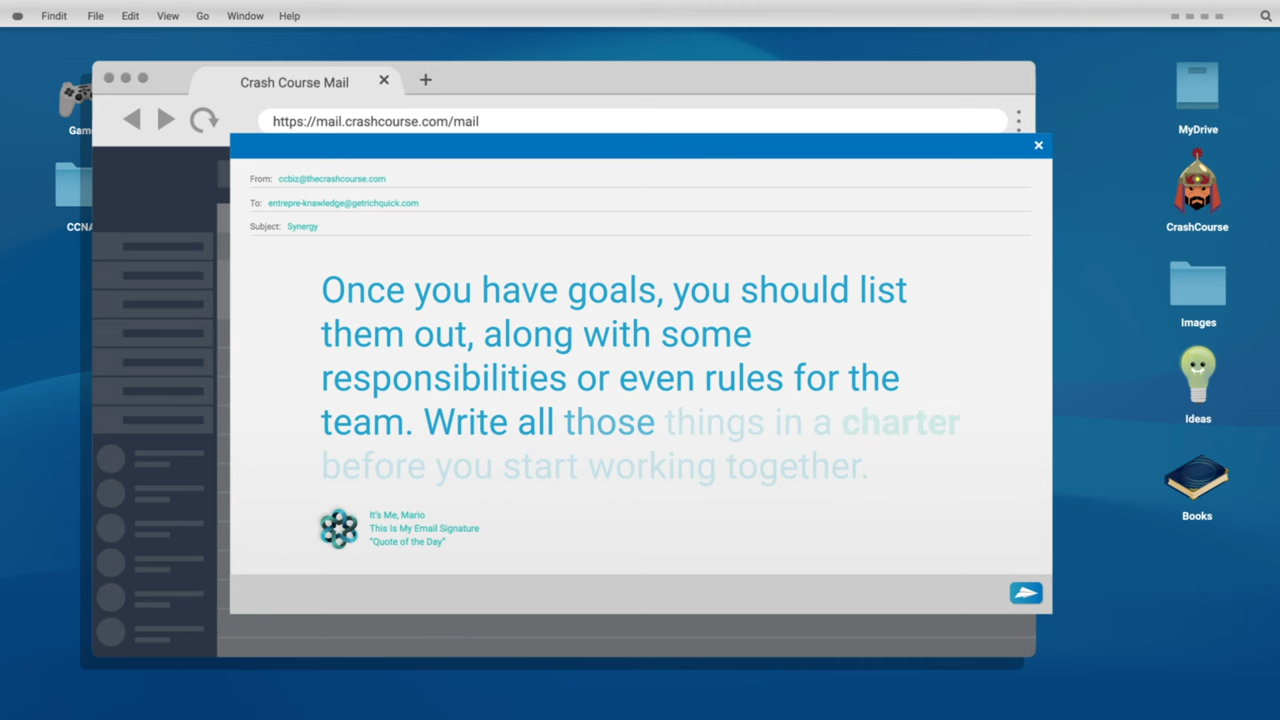 Findit File Edit View Go Window Help
Crash Course Mail
https://mail.crashcourse.com/mail
Gam
CCNA
From: ccbiz@thecrashcourse.com
To: entrepre-knawledge@getrichquick.com
Subject: Synergy
Once you have goals, you should list
them out, along with some
responsibilities or even rules for the
team. Write all those things in a charter
before you start working together.
It's Me, Mario
This Is My Email Signature
"Quote of the Day"
MyDrive
CrashCourse
Images
Ideas
Books